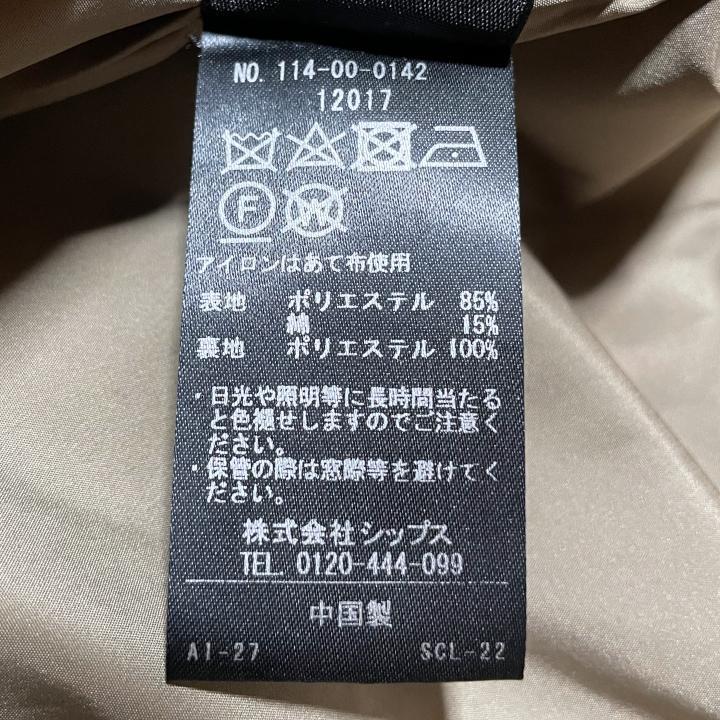 NO. 114-00-0142
12017
F
W
アイロンはあて布使用
表地 ポリエステル 85%
綿 15%
裏地 ポリエステル 100%
・日光や照明等に長時間当たる
と色褪せしますのでご注意く
ださい。
・保管の際は窓際等を避けてく
ださい。
株式会社シップス
TEL 0120-444-099
中国製
AI-27 SCL-22